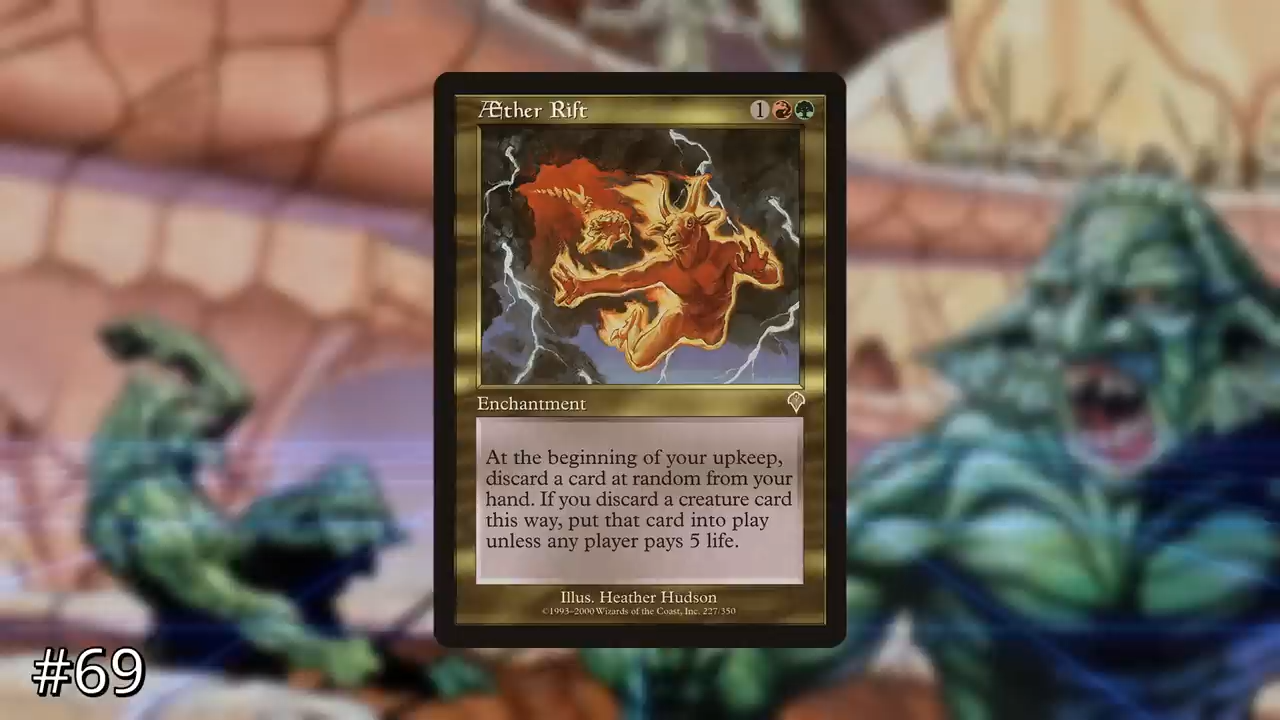 Æther Rift 1
Enchantment
At the beginning of your upkeep,
discard a card at random from your
hand. If you discard a creature card
this way, put that card into play
unless any player pays 5 life.
Illus. Heather Hudson
©1993–2000 Wizards of the Coast, Inc. 227/350
#69